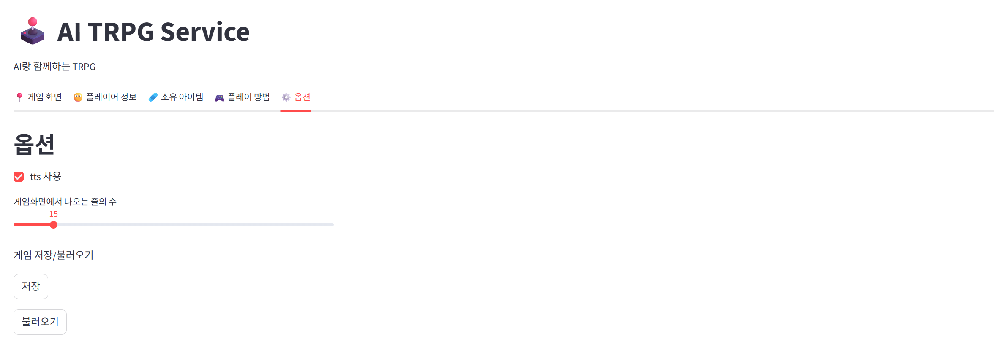 AI TRPG Service
AI랑 함께하는 TRPG
게임 화면 플레이어 정보 소유 아이템 플레이 방법 옵션
옵션
tts 사용
게임화면에서 나오는 줄의 수
15
게임 저장/불러오기
저장
불러오기